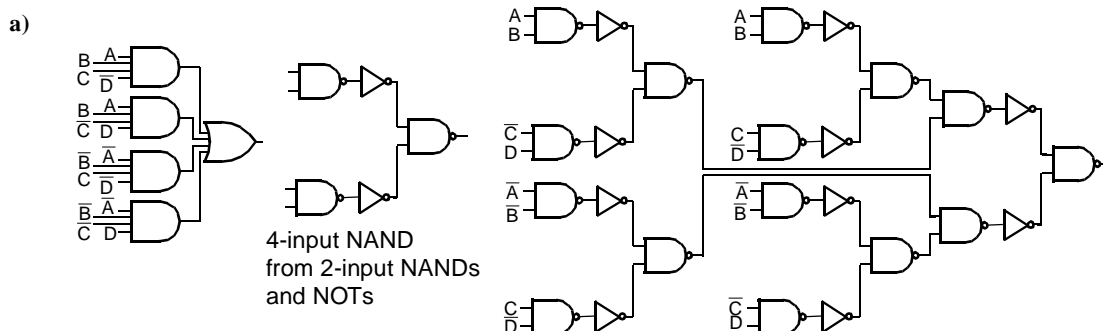 a)
A
B
C
D̅
A
B
C̅
D
A̅
B̅
C
D̅
A̅
B̅
C̅
D
4-input NAND
from 2-input NANDs
and NOTs
A
B
C̅
D
A̅
B̅
C
D̅
A
B
C
D̅
A̅
B̅
C̅
D